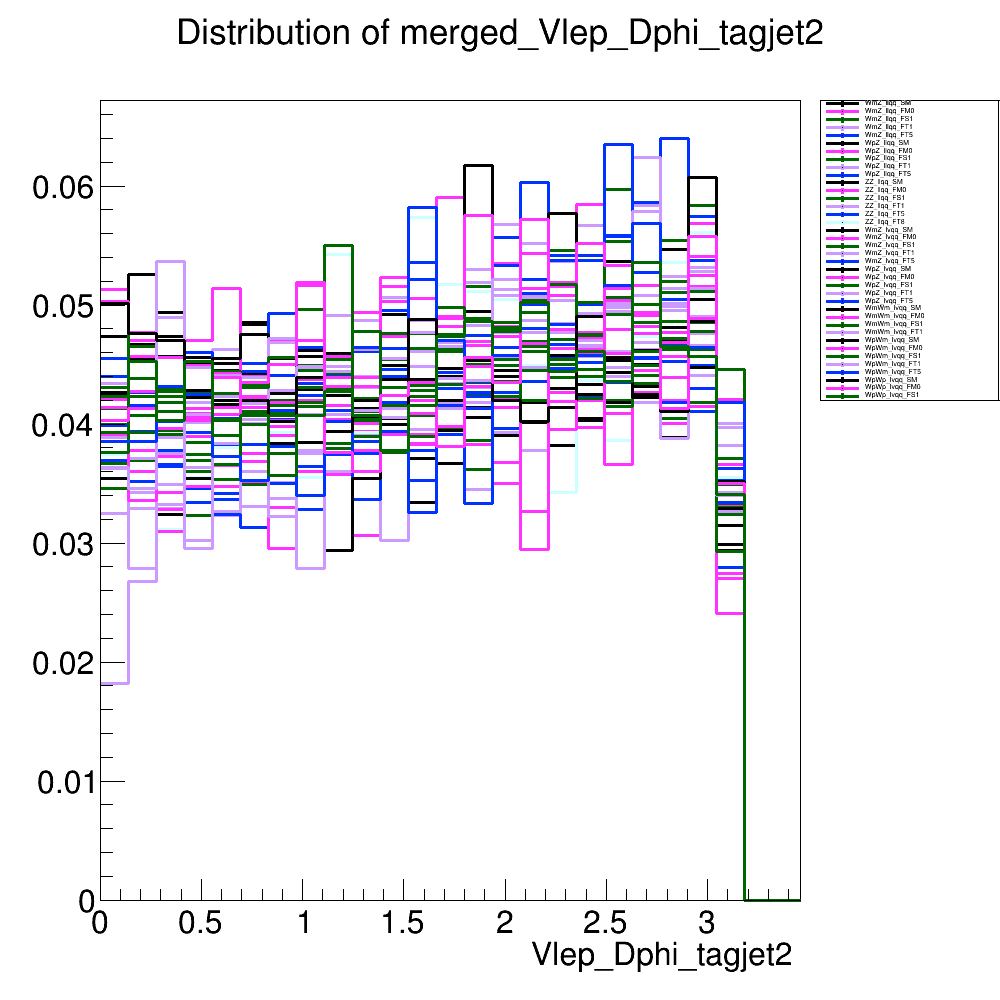 Distribution of merged_Vlep_Dphi_tagjet2
WmZ_llqq_SM
WmZ_llqq_FM0
WmZ_llqq_FS1
WmZ_llqq_FT1
WmZ_llqq_FT5
WpZ_llqq_SM
WpZ_llqq_FM0
WpZ_llqq_FS1
WpZ_llqq_FT1
WpZ_llqq_FT5
ZZ_llqq_SM
ZZ_llqq_FM0
ZZ_llqq_FS1
ZZ_llqq_FT1
ZZ_llqq_FT5
ZZ_llqq_FT8
WmZ_lvqq_SM
WmZ_lvqq_FM0
WmZ_lvqq_FS1
WmZ_lvqq_FT1
WmZ_lvqq_FT5
WpZ_lvqq_SM
WpZ_lvqq_FM0
WpZ_lvqq_FS1
WpZ_lvqq_FT1
WpZ_lvqq_FT5
WmWm_lvqq_SM
WmWm_lvqq_FM0
WmWm_lvqq_FS1
WmWm_lvqq_FT1
WpWm_lvqq_SM
WpWm_lvqq_FM0
WpWm_lvqq_FS1
WpWm_lvqq_FT1
WpWm_lvqq_FT5
WpWp_lvqq_SM
WpWp_lvqq_FM0
WpWp_lvqq_FS1
0.06
0.05
0.04
0.03
0.02
0.01
0
0 0.5 1 1.5 2 2.5 3
Vlep_Dphi_tagjet2